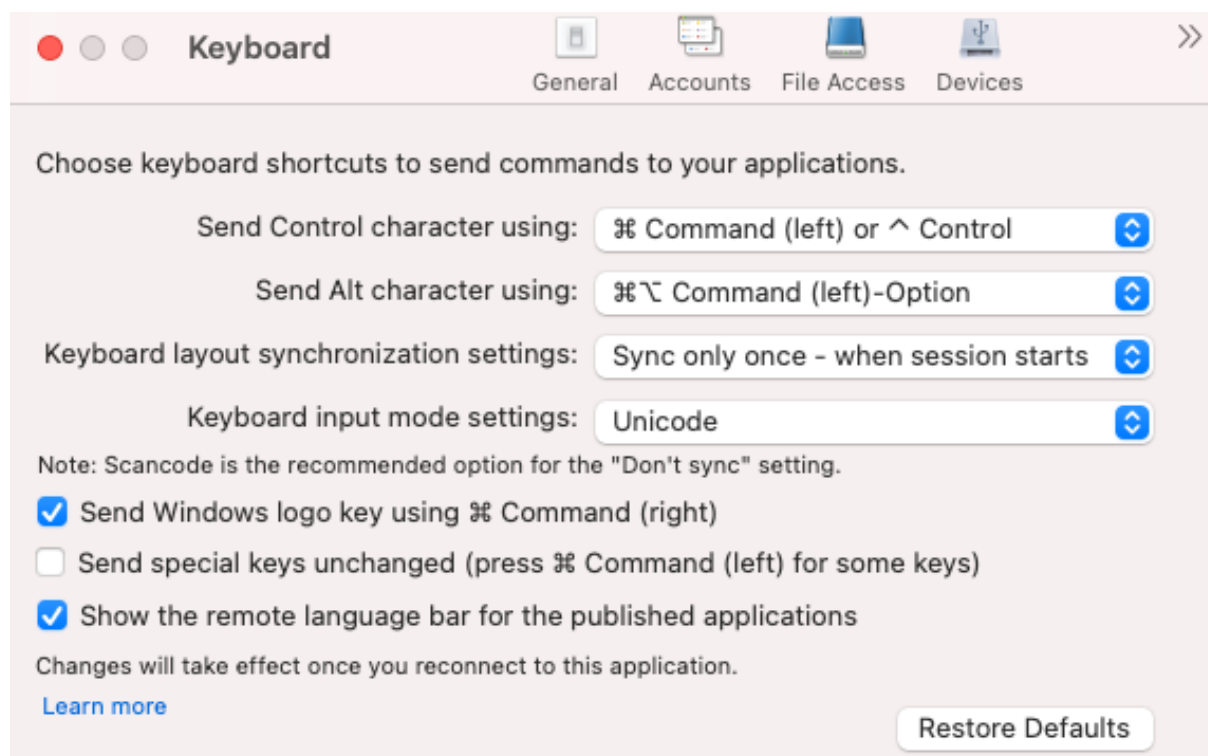 Keyboard
General Accounts File Access Devices
Choose keyboard shortcuts to send commands to your applications.
Send Control character using: ⌘ Command (left) or ^ Control
Send Alt character using: ⌘⌥ Command (left)-Option
Keyboard layout synchronization settings: Sync only once - when session starts
Keyboard input mode settings: Unicode
Note: Scancode is the recommended option for the "Don't sync" setting.
Send Windows logo key using ⌘ Command (right)
Send special keys unchanged (press ⌘ Command (left) for some keys)
Show the remote language bar for the published applications
Changes will take effect once you reconnect to this application.
Learn more
Restore Defaults